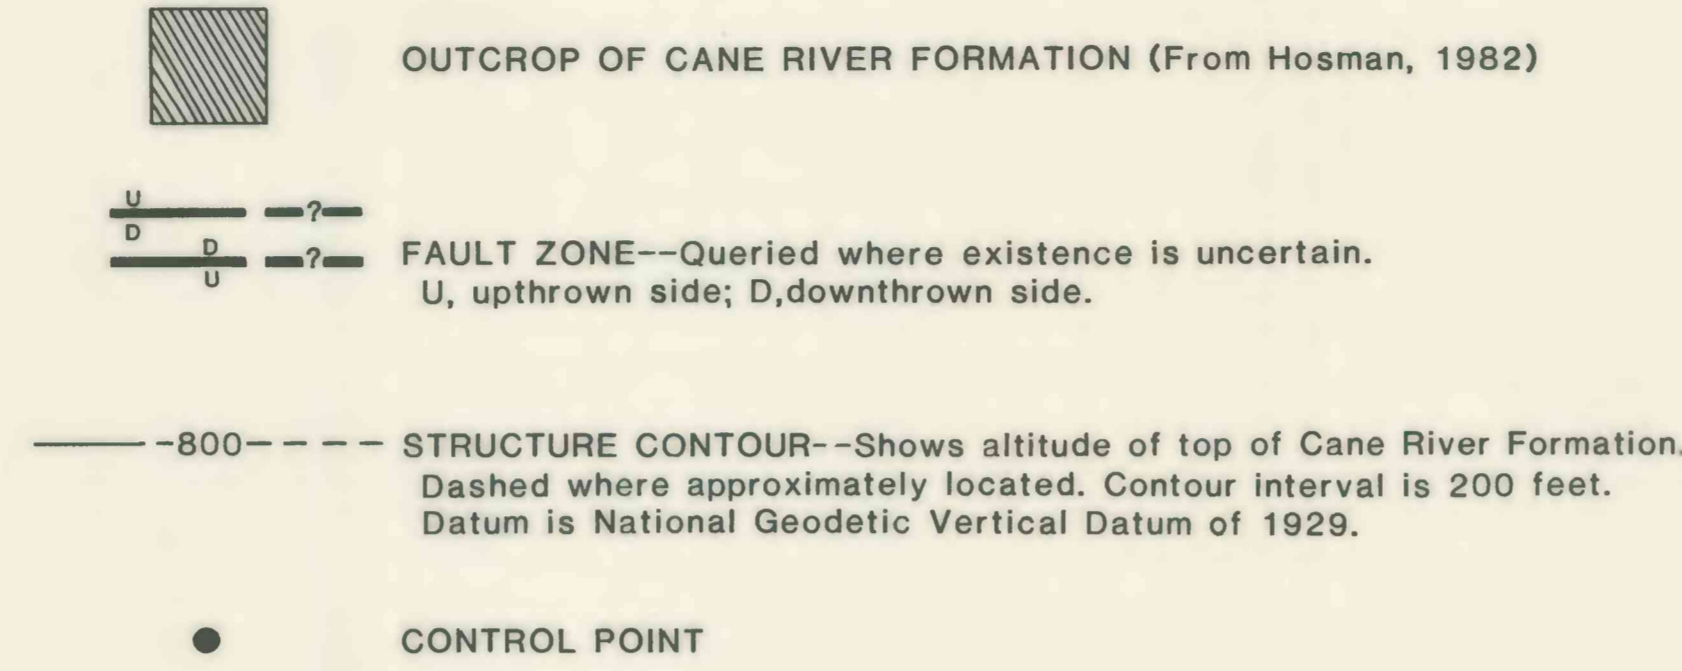 OUTCROP OF CANE RIVER FORMATION (From Hosman, 1982)
U
D
?
D
U
?
FAULT ZONE--Queried where existence is uncertain.
U, upthrown side; D,downthrown side.
-800
STRUCTURE CONTOUR--Shows altitude of top of Cane River Formation.
Dashed where approximately located. Contour interval is 200 feet.
Datum is National Geodetic Vertical Datum of 1929.
CONTROL POINT